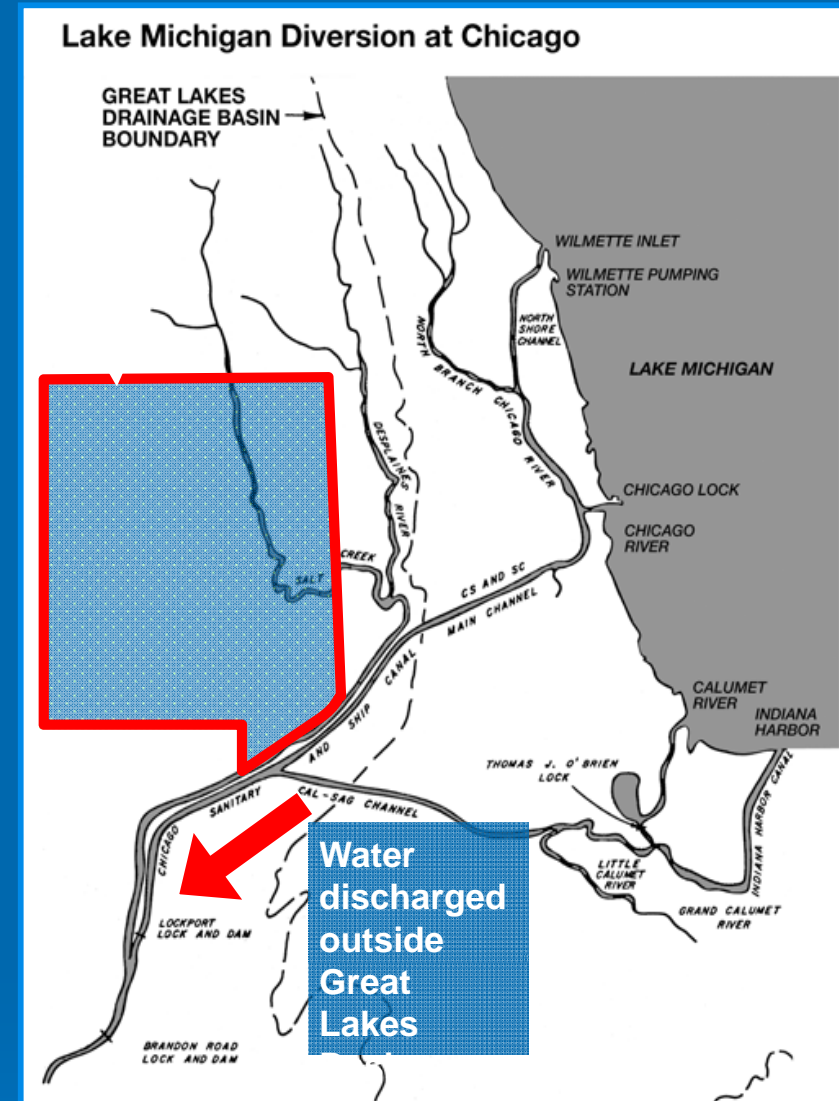 Lake Michigan Diversion at Chicago
GREAT LAKES
DRAINAGE BASIN
BOUNDARY
WILMETTE INLET
WILMETTE PUMPING
STATION
NORTH
SHORE
CHANNEL
NORTH BRANCH CHICAGO RIVER
LAKE MICHIGAN
DESPLAINES RIVER
CHICAGO LOCK
CHICAGO
RIVER
SALT CREEK
CS AND SC
MAIN CHANNEL
CALUMET
RIVER
INDIANA
HARBOR
THOMAS J. O'BRIEN
LOCK
CHICAGO SANITARY AND SHIP CANAL
CAL-SAG CHANNEL
INDIANA HARBOR CANAL
LITTLE
CALUMET
RIVER
GRAND CALUMET
RIVER
Water
discharged
outside
Great
Lakes
LOCKPORT
LOCK AND DAM
BRANDON ROAD
LOCK AND DAM